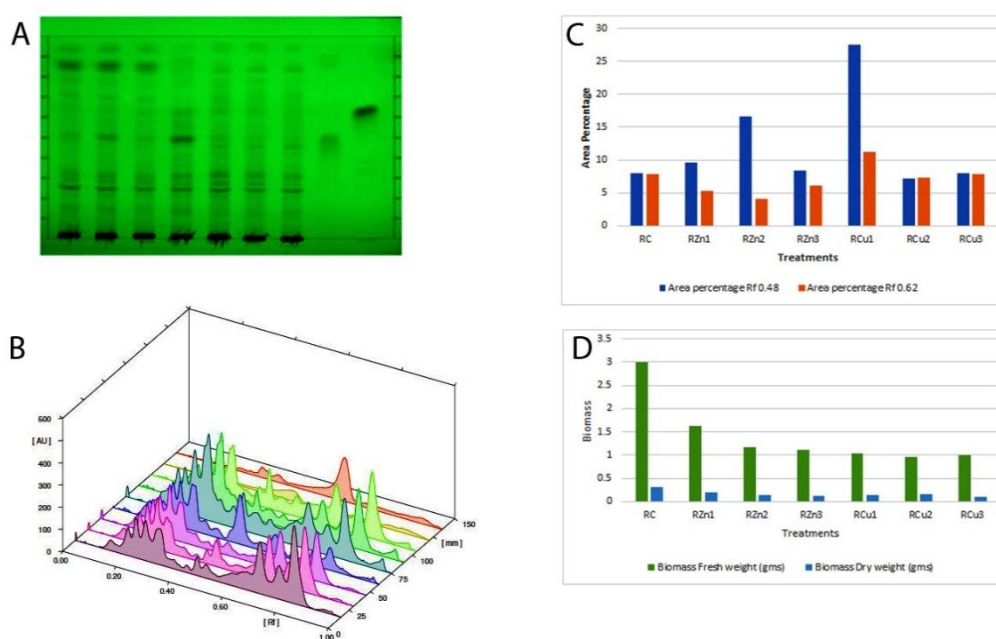 A
B
600
[AU]
400
300
200
100
0
0.00
0.20
0.40
0.60
[Rf]
1.00
0
25
50
75
100
[mm]
150
C
Area Percentage
30
25
20
15
10
5
0
RC RZn1 RZn2 RZn3 RCu1 RCu2 RCu3
Treatments
Area percentage Rf 0.48 Area percentage Rf 0.62
D
Biomass
3.5
3
2.5
2
1.5
1
0.5
0
RC RZn1 RZn2 RZn3 RCu1 RCu2 RCu3
Treatments
Biomass Fresh weight (gms) Biomass Dry weight (gms)